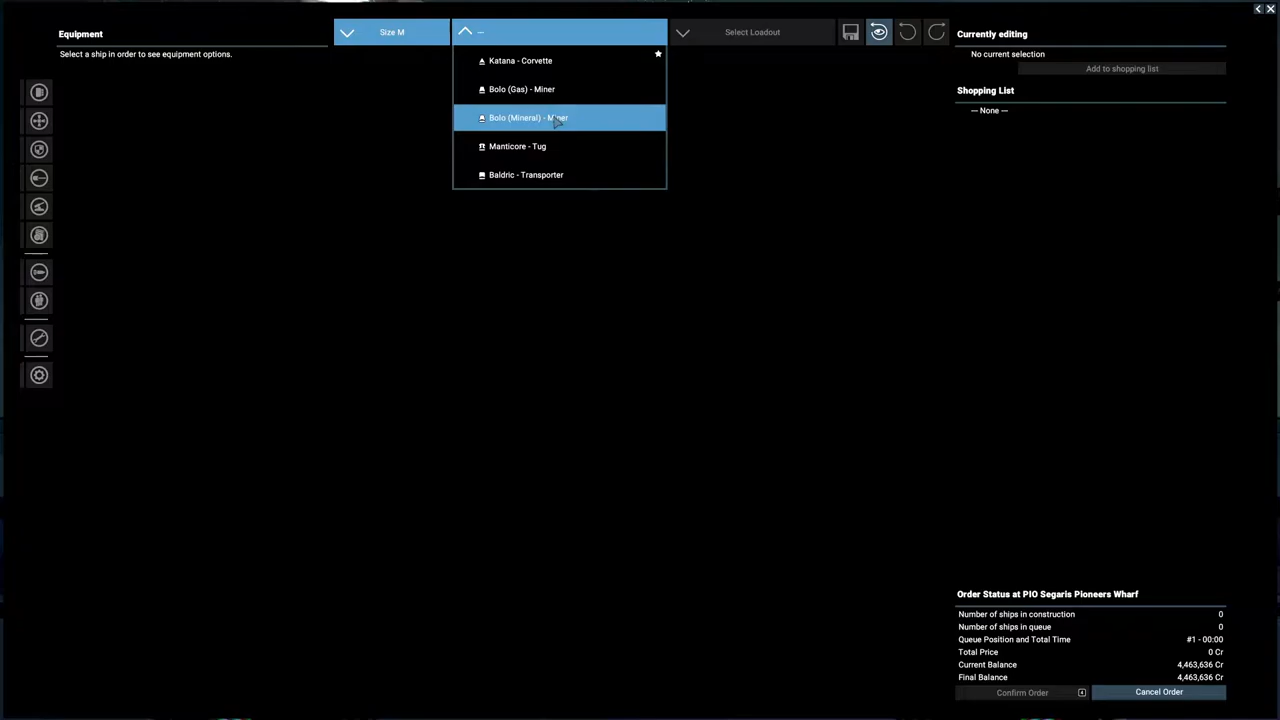 Equipment
Select a ship in order to see equipment options.
Size M
—
Select Loadout
Katana - Corvette
Bolo (Gas) - Miner
Bolo (Mineral) - Miner
Manticore - Tug
Baldric - Transporter
Currently editing
No current selection
Add to shopping list
Shopping List
— None —
Order Status at PIO Segaris Pioneers Wharf
Number of ships in construction 0
Number of ships in queue 0
Queue Position and Total Time #1 - 00:00
Total Price 0 Cr
Current Balance 4,463,636 Cr
Final Balance 4,463,636 Cr
Confirm Order
Cancel Order